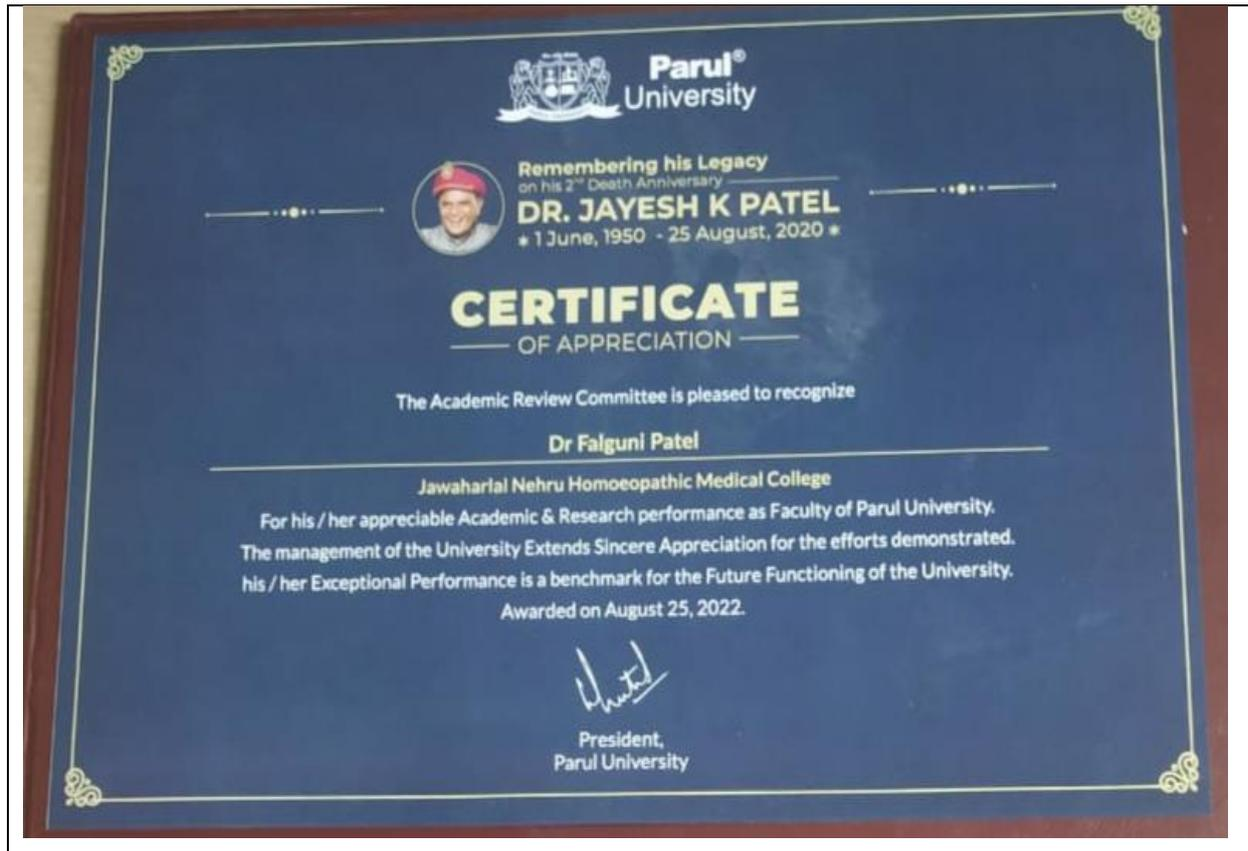 Parul®
University
Remembering his Legacy
on his 2nd Death Anniversary
DR. JAYESH K PATEL
* 1 June, 1950 - 25 August, 2020 *
CERTIFICATE
OF APPRECIATION
The Academic Review Committee is pleased to recognize
Dr Falguni Patel
Jawaharlal Nehru Homoeopathic Medical College
For his / her appreciable Academic & Research performance as Faculty of Parul University.
The management of the University Extends Sincere Appreciation for the efforts demonstrated.
his / her Exceptional Performance is a benchmark for the Future Functioning of the University.
Awarded on August 25, 2022.
President,
Parul University